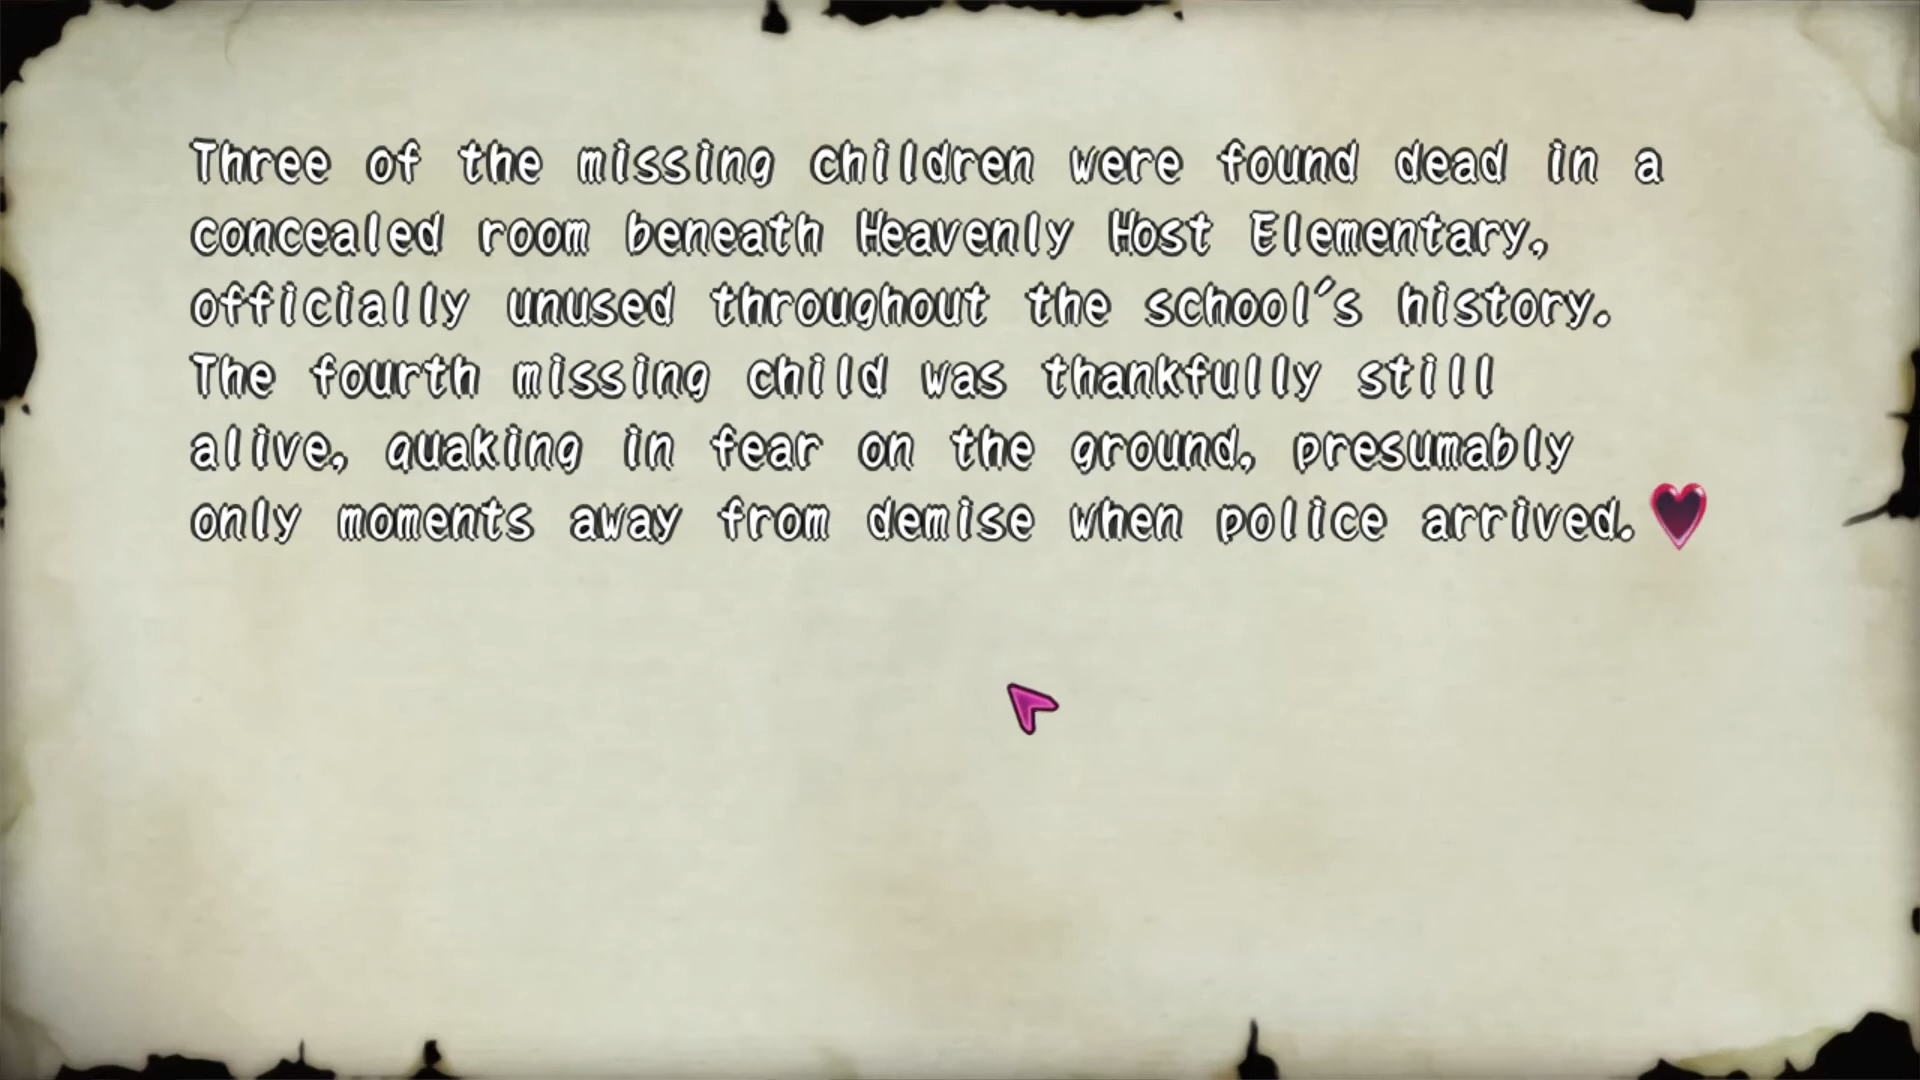 Three of the missing children were found dead in a
concealed room beneath Heavenly Host Elementary,
officially unused throughout the school's history.
The fourth missing child was thankfully still
alive, quaking in fear on the ground, presumably
only moments away from demise when police arrived.